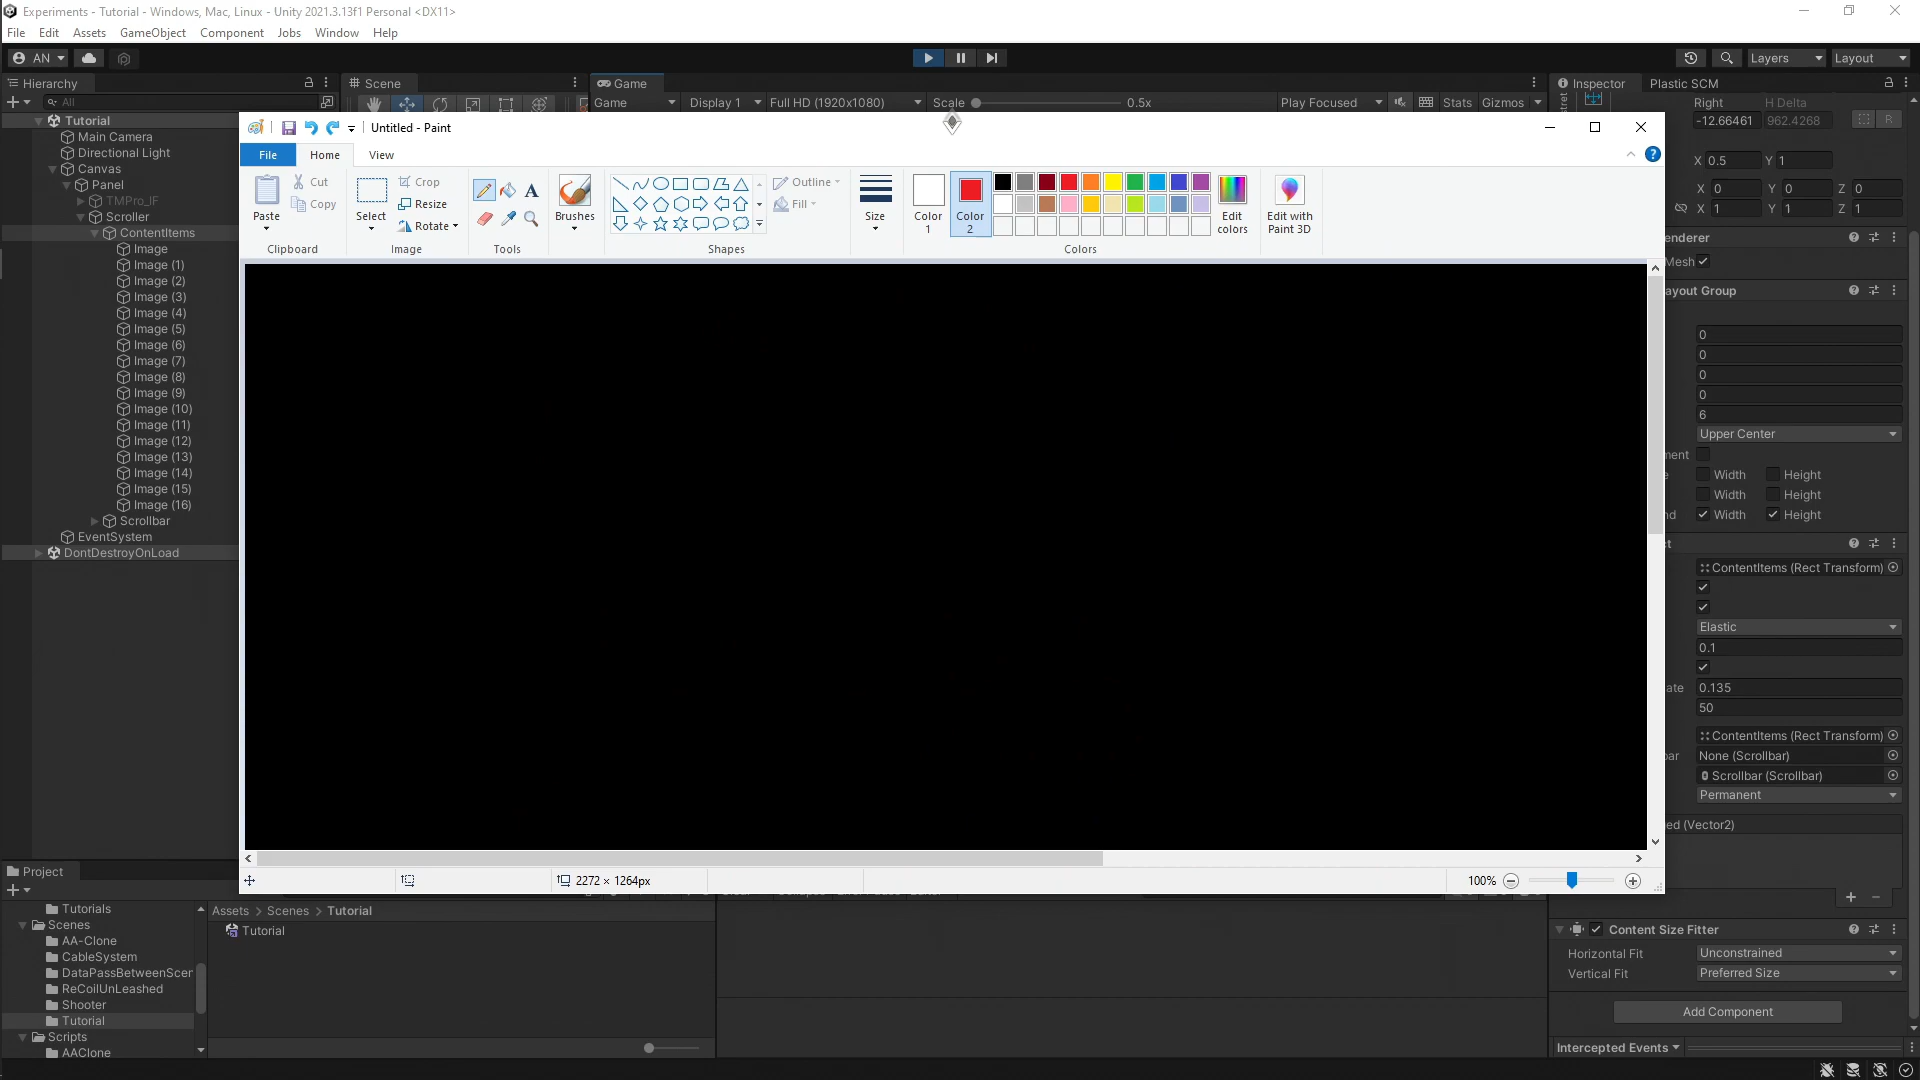 Experiments - Tutorial - Windows, Mac, Linux - Unity 2021.3.13f1 Personal <DX11>
File Edit Assets GameObject Component Jobs Window Help
AN Layers Layout
Hierarchy Scene Game Inspector Plastic SCM
All Game Display 1 Full HD (1920x1080) Scale 0.5x Play Focused Stats Gizmos
Right H Delta
-12.66461 962.4268
X 0.5 Y 1
X 0 Y 0 Z 0
X 1 Y 1 Z 1
Tutorial
Main Camera
Directional Light
Canvas
Panel
TMPro_IF
Scroller
ContentItems
Image
Image (1)
Image (2)
Image (3)
Image (4)
Image (5)
Image (6)
Image (7)
Image (8)
Image (9)
Image (10)
Image (11)
Image (12)
Image (13)
Image (14)
Image (15)
Image (16)
Scrollbar
EventSystem
DontDestroyOnLoad
Untitled - Paint
File Home View
Paste Cut Copy
Clipboard
Select Crop Resize Rotate
Image
A
Tools
Brushes
Outline
Fill
Shapes
Size
Color 1
Color 2
Edit colors
Colors
Edit with Paint 3D
2272 × 1264px
100%
enderer
Mesh
ayout Group
0
0
0
0
6
Upper Center
ment
e Width Height
Width Height
nd Width Height
ct
ContentItems (Rect Transform)
Elastic
0.1
ate 0.135
50
ContentItems (Rect Transform)
bar None (Scrollbar)
Scrollbar (Scrollbar)
Permanent
ed (Vector2)
Content Size Fitter
Horizontal Fit Unconstrained
Vertical Fit Preferred Size
Add Component
Intercepted Events
Project
Tutorials
Scenes
AA-Clone
CableSystem
DataPassBetweenScer
ReCoilUnLeashed
Shooter
Tutorial
Scripts
AAClone
Assets > Scenes > Tutorial
Tutorial